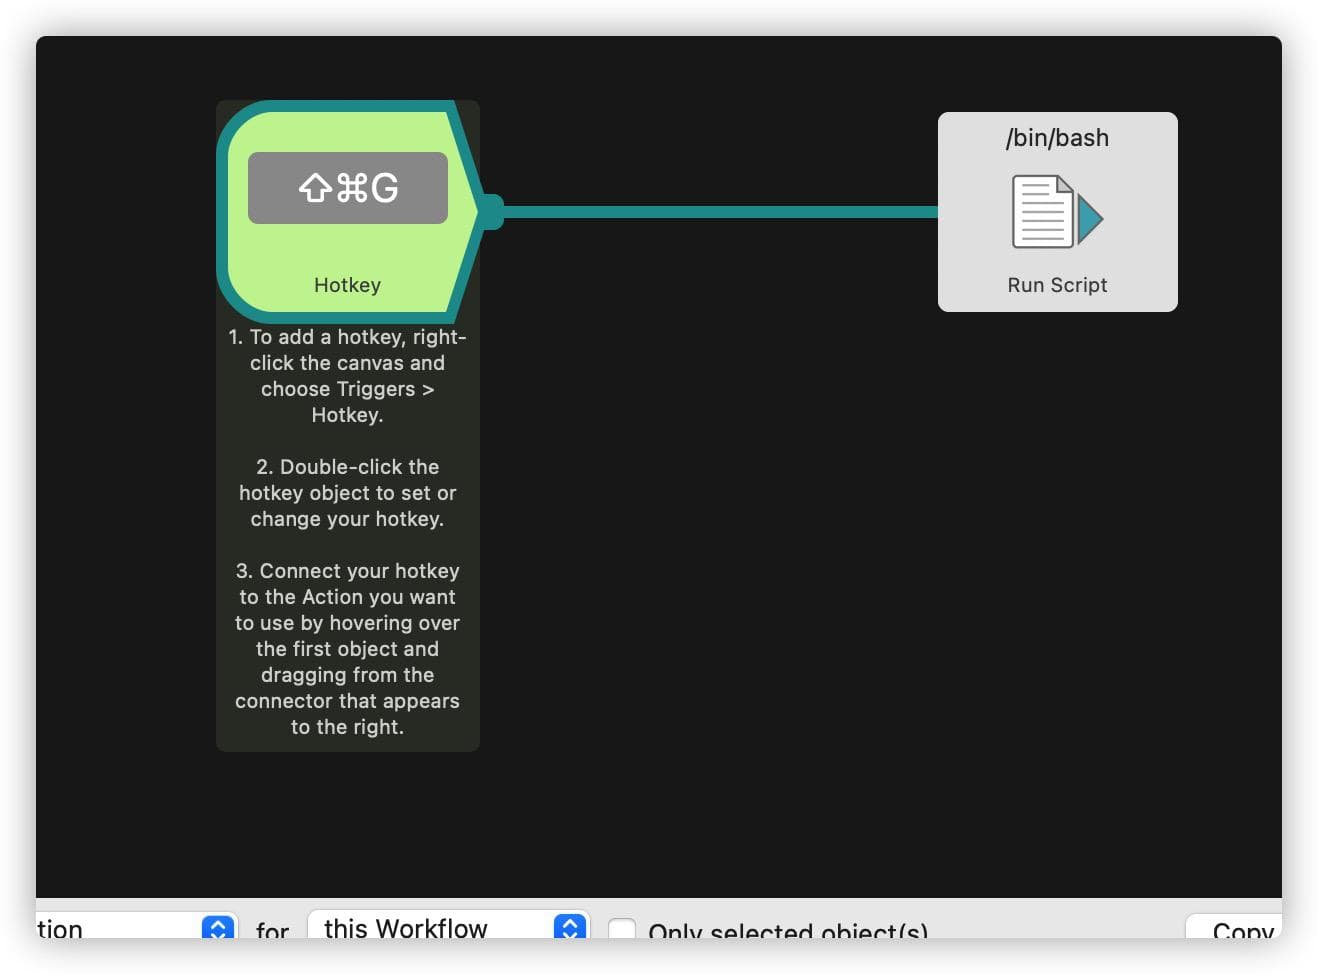 /bin/bash
⇧⌘G
Hotkey
Run Script
1. To add a hotkey, right-
click the canvas and
choose Triggers >
Hotkey.
2. Double-click the
hotkey object to set or
change your hotkey.
3. Connect your hotkey
to the Action you want
to use by hovering over
the first object and
dragging from the
connector that appears
to the right.
tion for this Workflow Only selected object(s) Copy